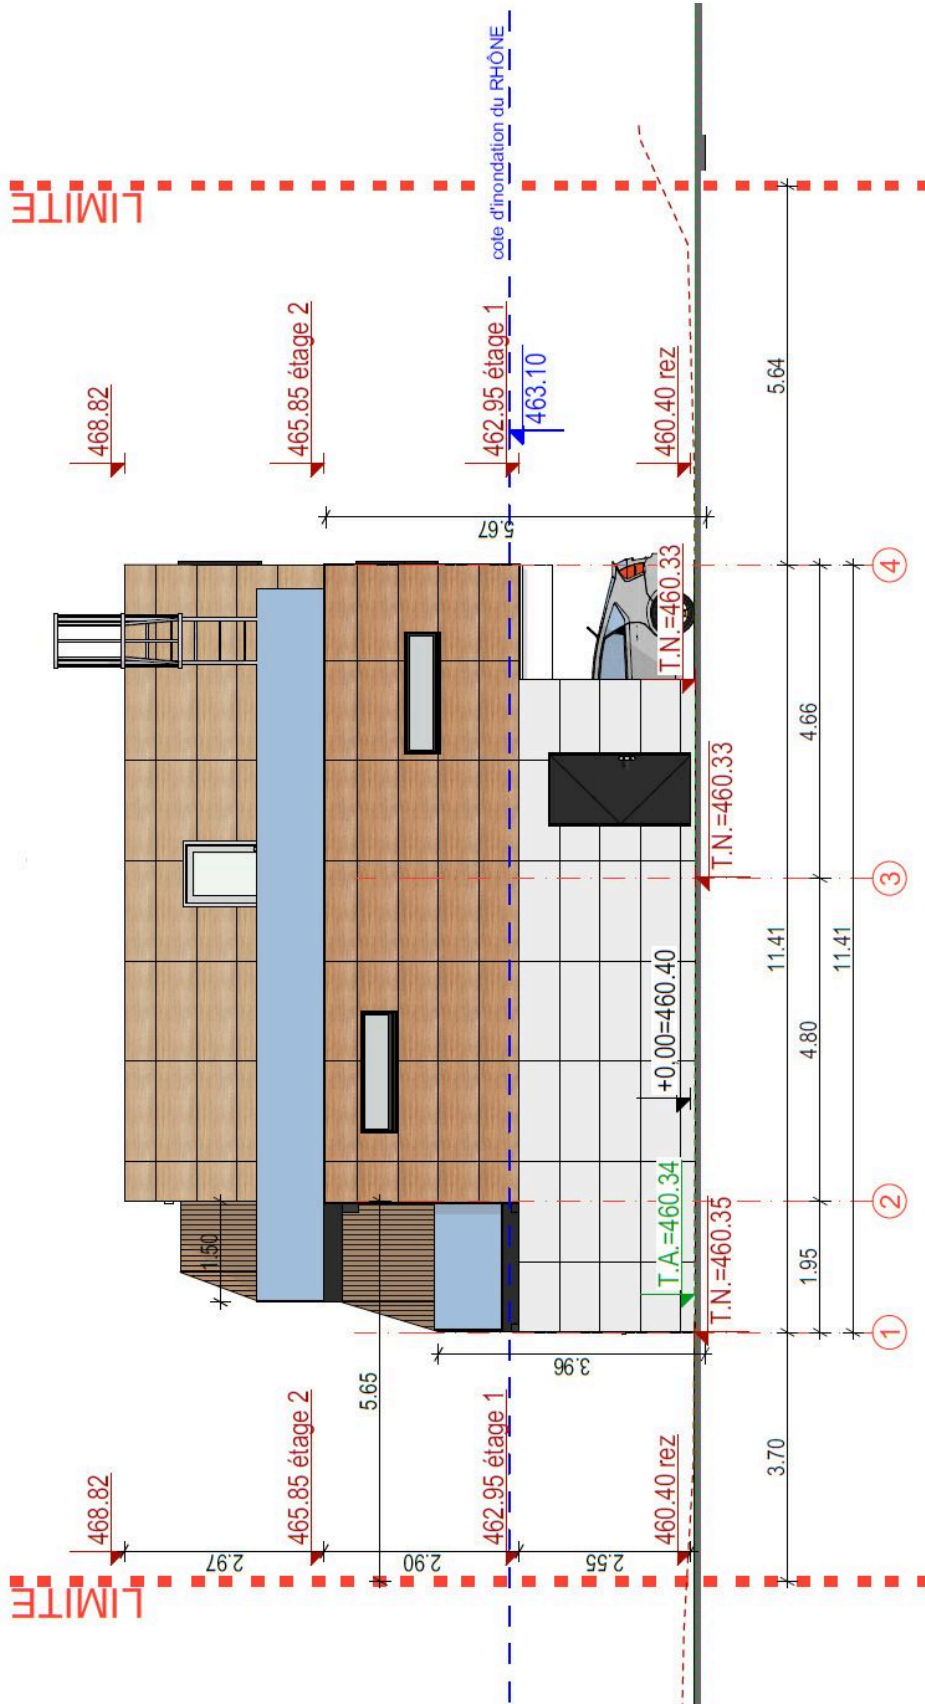 LIMITE
LIMITE
cote d'inondation du RHÔNE
468.82
468.82
465.85 étage 2
465.85 étage 2
462.95 étage 1
462.95 étage 1
463.10
460.40 rez
460.40 rez
2.97
2.90
2.55
5.65
1.50
3.96
5.67
T.A.=460.34
+0,00=460.40
T.N.=460.33
T.N.=460.35
T.N.=460.33
3.70
11.41
5.64
1.95
4.80
4.66
11.41
1
2
3
4